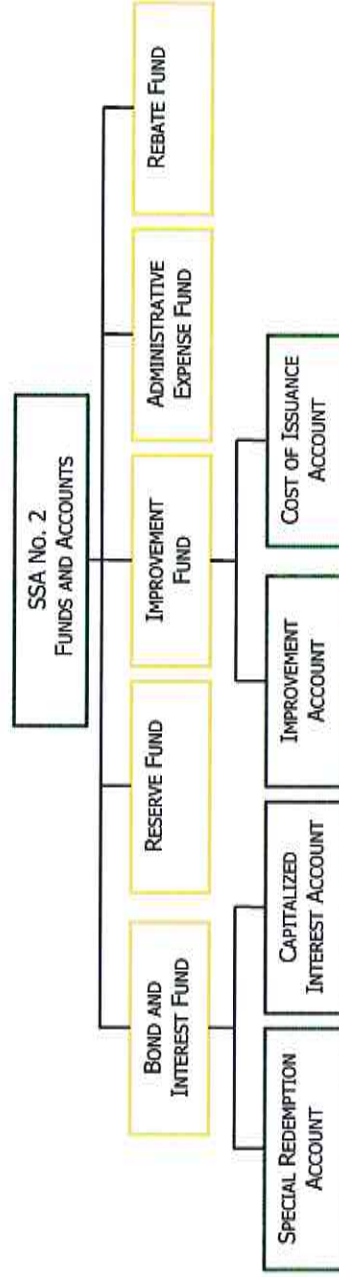 SSA No. 2
FUNDS AND ACCOUNTS
BOND AND
INTEREST FUND
RESERVE FUND
IMPROVEMENT
FUND
ADMINISTRATIVE
EXPENSE FUND
REBATE FUND
SPECIAL REDEMPTION
ACCOUNT
CAPITALIZED
INTEREST ACCOUNT
IMPROVEMENT
ACCOUNT
COST OF ISSUANCE
ACCOUNT